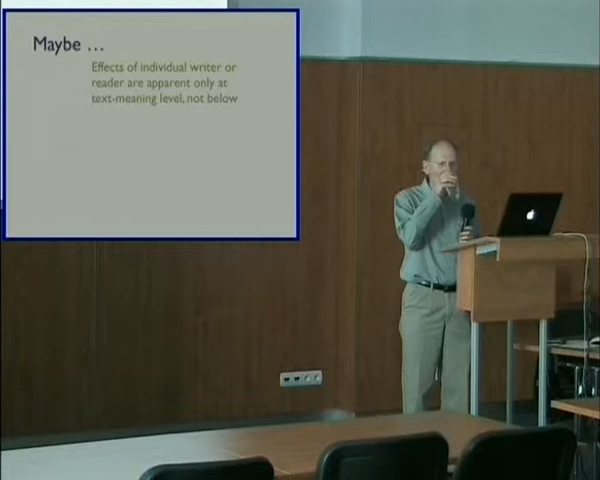 Maybe ...
Effects of individual writer or
reader are apparent only at
text-meaning level, not below